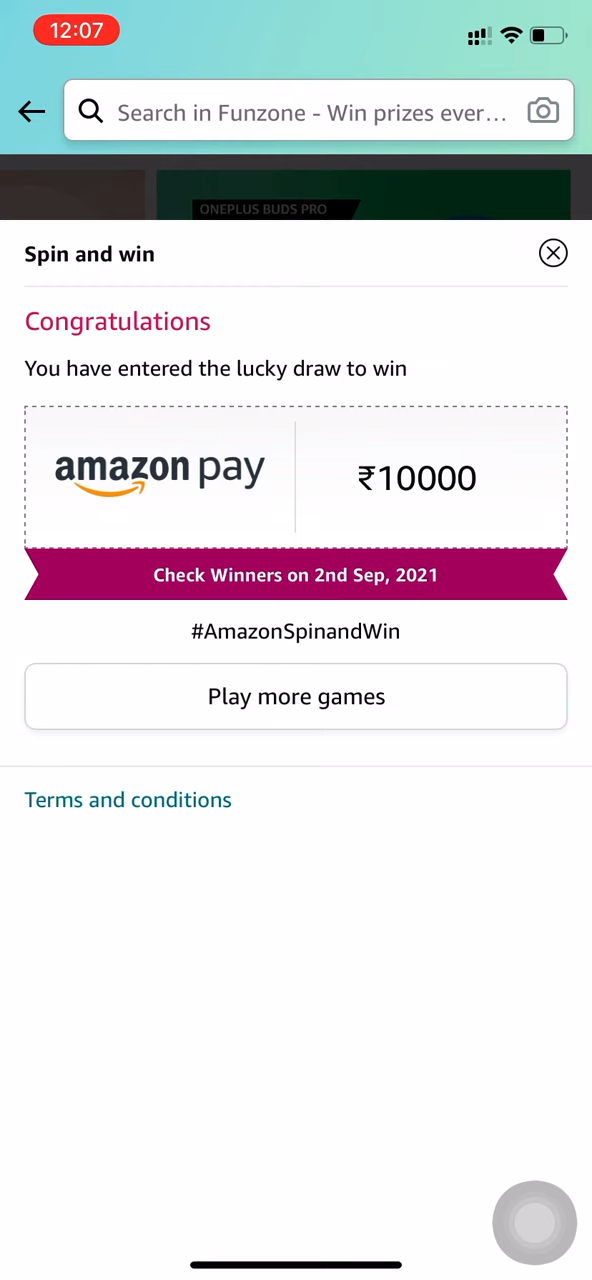 12:07
Search in Funzone - Win prizes ever...
ONEPLUS BUDS PRO
Spin and win
Congratulations
You have entered the lucky draw to win
amazon pay
₹10000
Check Winners on 2nd Sep, 2021
#AmazonSpinandWin
Play more games
Terms and conditions